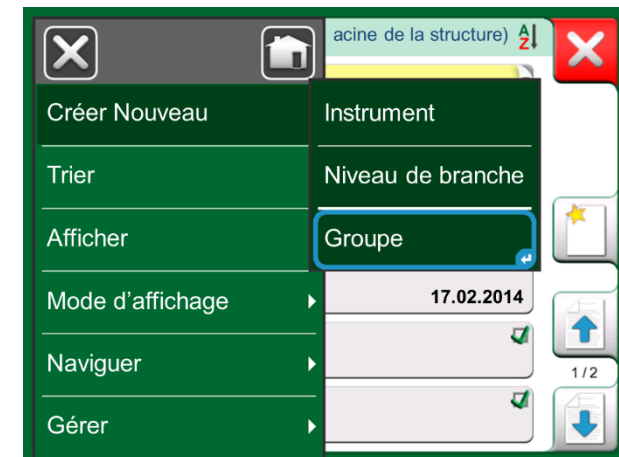 acine de la structure) A
Z
Créer Nouveau
Instrument
Trier
Niveau de branche
Afficher
Groupe
Mode d'affichage
17.02.2014
Naviguer
1/2
Gérer